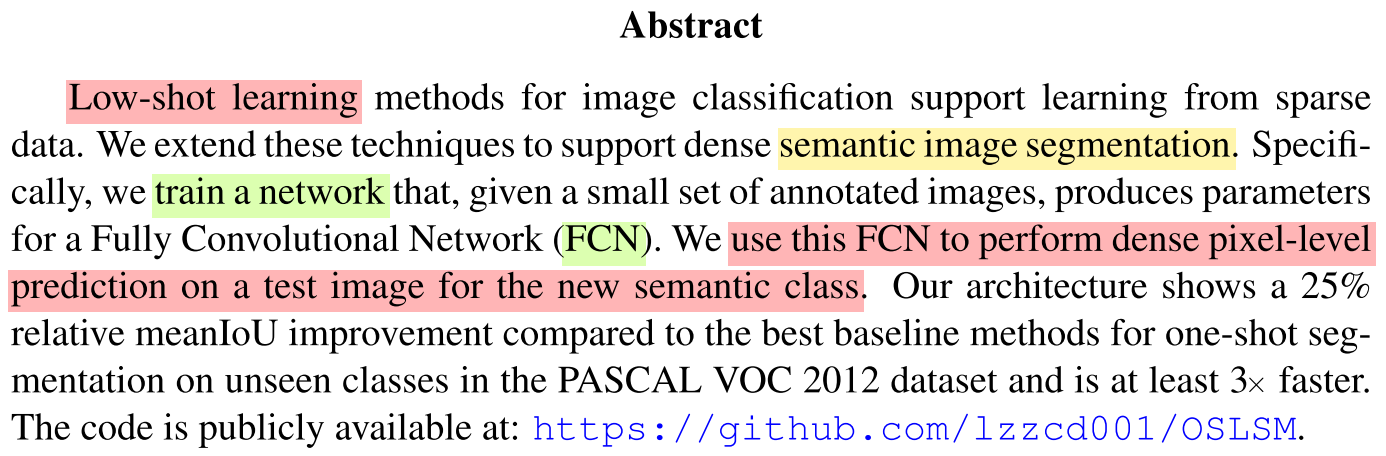 Abstract
Low-shot learning methods for image classification support learning from sparse
data. We extend these techniques to support dense semantic image segmentation. Specifi-
cally, we train a network that, given a small set of annotated images, produces parameters
for a Fully Convolutional Network (FCN). We use this FCN to perform dense pixel-level
prediction on a test image for the new semantic class. Our architecture shows a 25%
relative meanIoU improvement compared to the best baseline methods for one-shot seg-
mentation on unseen classes in the PASCAL VOC 2012 dataset and is at least 3× faster.
The code is publicly available at: https://github.com/lzzcd001/OSLSM.